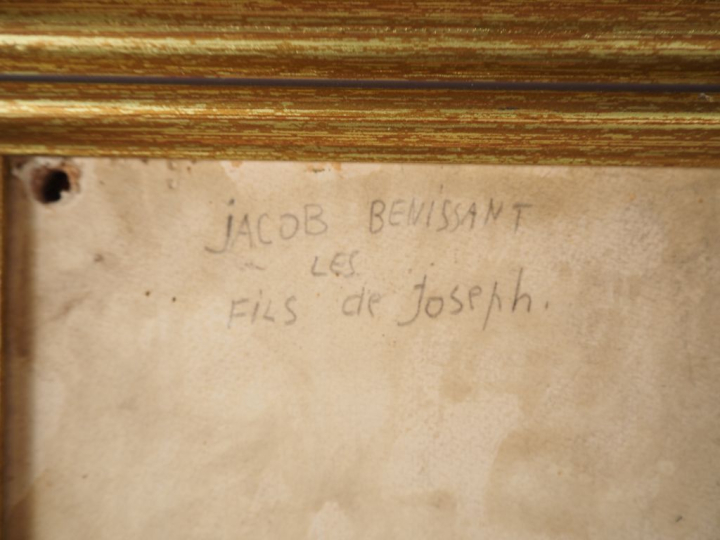 jACOB BENISSANT
LES
FiLS de Joseph.